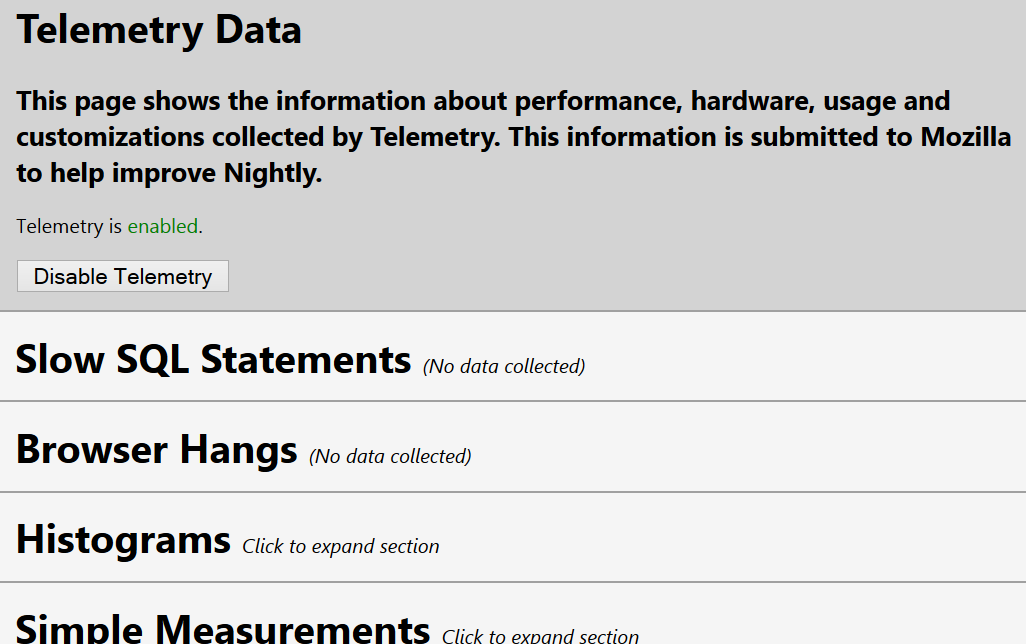 Telemetry Data
This page shows the information about performance, hardware, usage and
customizations collected by Telemetry. This information is submitted to Mozilla
to help improve Nightly.
Telemetry is enabled.
Disable Telemetry
Slow SQL Statements (No data collected)
Browser Hangs (No data collected)
Histograms Click to expand section
Simple Measurements Click to expand section